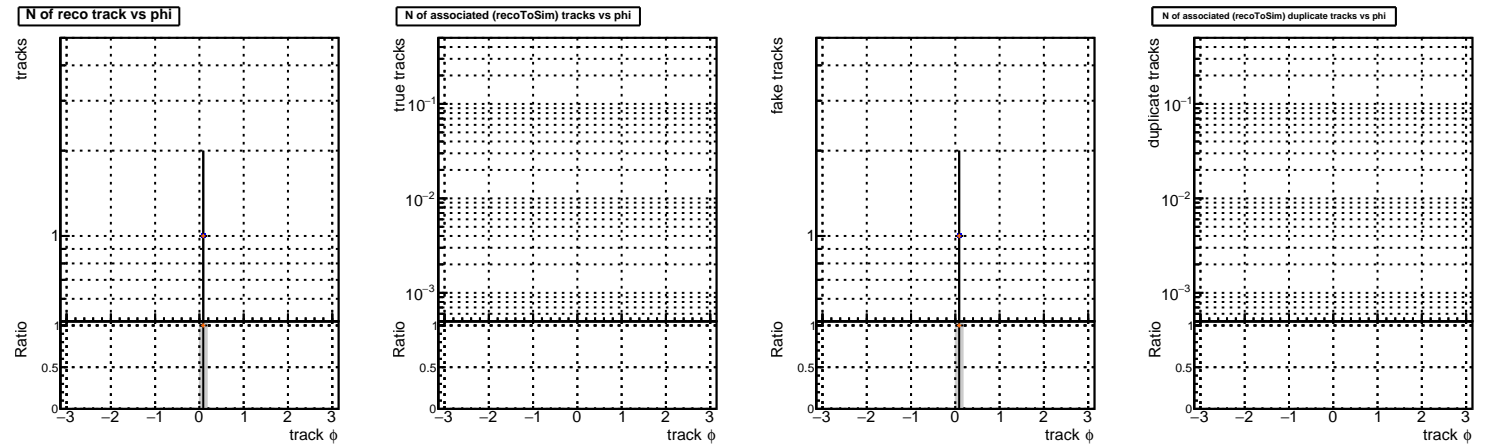 N of reco track vs phi
tracks
1
Ratio
1
0.5
0
−3 −2 −1 0 1 2 3
track ϕ
N of associated (recoToSim) tracks vs phi
true tracks
10⁻¹
10⁻²
10⁻³
Ratio
1
0.5
0
−3 −2 −1 0 1 2 3
track ϕ
fake tracks
1
Ratio
1
0.5
0
−3 −2 −1 0 1 2 3
track ϕ
N of associated (recoToSim) duplicate tracks vs phi
duplicate tracks
10⁻¹
10⁻²
10⁻³
Ratio
1
0.5
0
−3 −2 −1 0 1 2 3
track ϕ